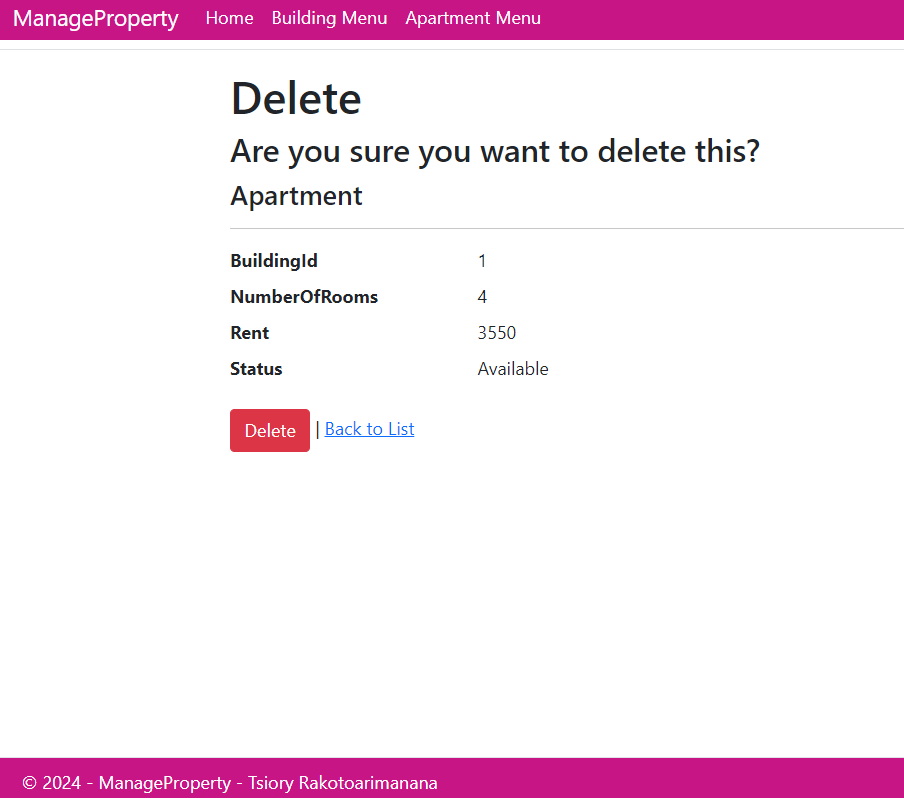 ManageProperty Home Building Menu Apartment Menu
Delete
Are you sure you want to delete this?
Apartment
BuildingId 1
NumberOfRooms 4
Rent 3550
Status Available
Delete | Back to List
© 2024 - ManageProperty - Tsiory Rakotoarimanana